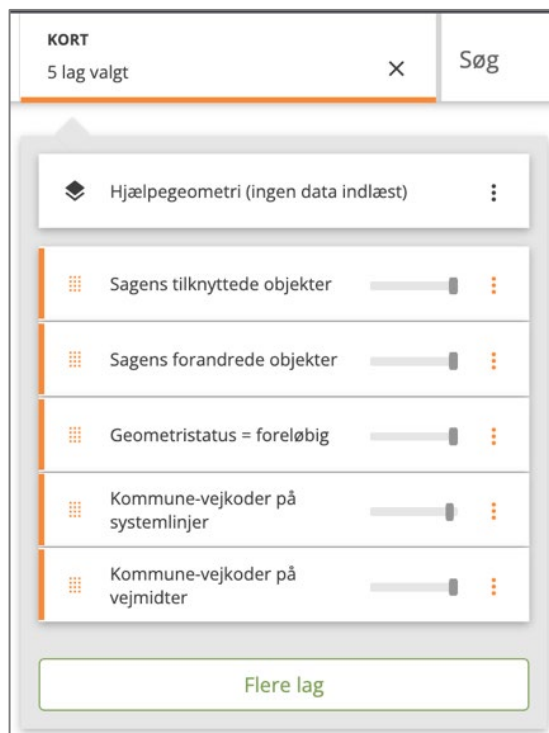 KORT
5 lag valgt
Søg
Hjælpegeometri (ingen data indlæst)
Sagens tilknyttede objekter
Sagens forandrede objekter
Geometristatus = foreløbig
Kommune-vejkoder på
systemlinjer
Kommune-vejkoder på
vejmidter
Flere lag